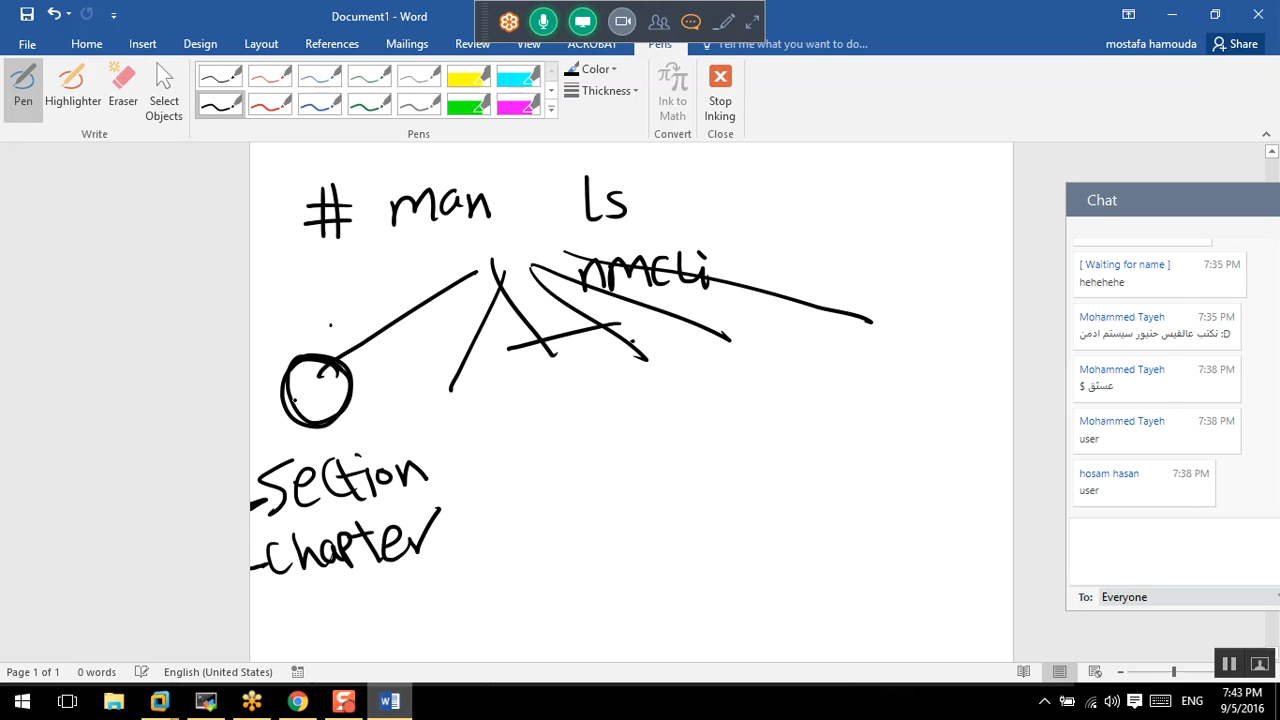 Document1 - Word
mostafa hamouda
Share
File
Home
Insert
Design
Layout
References
Mailings
Review
View
ACROBAT
Pens
Tell me what you want to do...
Pen
Highlighter
Eraser
Select
Objects
Color
Thickness
Ink to
Math
Stop
Inking
Write
Pens
Convert
Close
# man ls
nmcli
-section
-chapter
Chat
[ Waiting for name ] 7:35 PM
hehehehe
Mohammed Tayeh 7:35 PM
نكتب عالفيس خنبور سيستم ادمن :D
Mohammed Tayeh 7:38 PM
$ عسئق
Mohammed Tayeh 7:38 PM
user
hosam hasan 7:38 PM
user
To: Everyone
Page 1 of 1
0 words
English (United States)
ENG
7:43 PM
9/5/2016